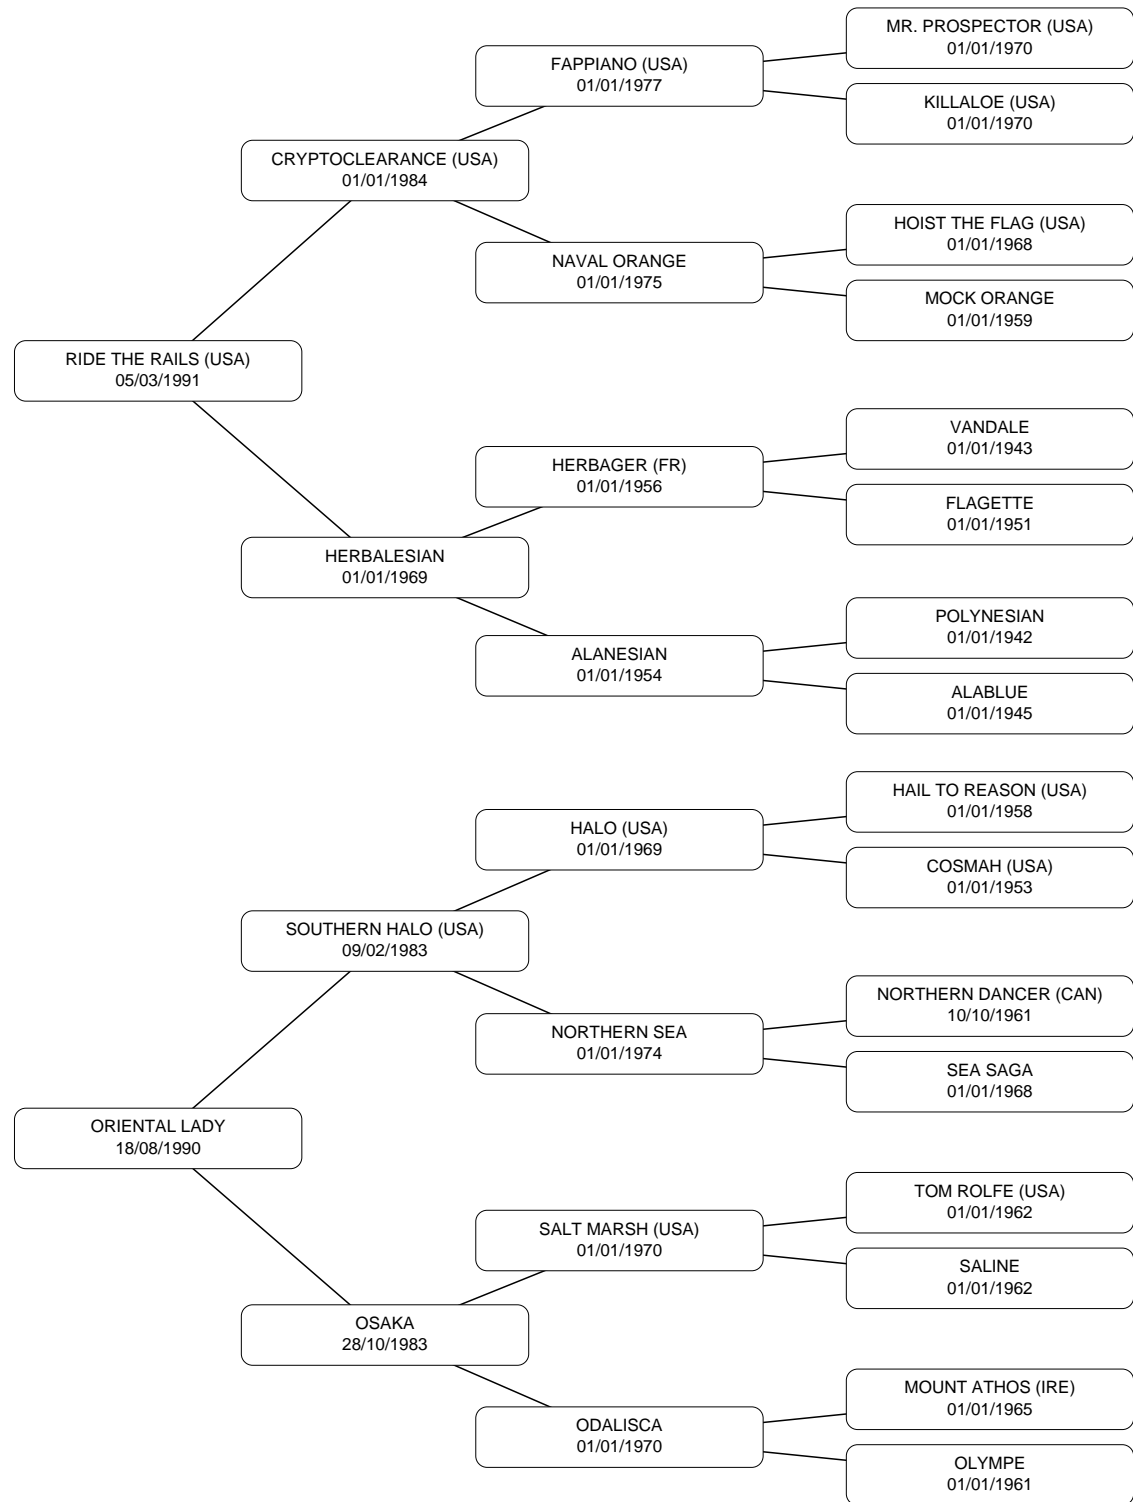 MR. PROSPECTOR (USA)
01/01/1970
FAPPIANO (USA)
01/01/1977
KILLALOE (USA)
01/01/1970
CRYPTOCLEARANCE (USA)
01/01/1984
HOIST THE FLAG (USA)
01/01/1968
NAVAL ORANGE
01/01/1975
MOCK ORANGE
01/01/1959
RIDE THE RAILS (USA)
05/03/1991
VANDALE
01/01/1943
HERBAGER (FR)
01/01/1956
FLAGETTE
01/01/1951
HERBALESIAN
01/01/1969
POLYNESIAN
01/01/1942
ALANESIAN
01/01/1954
ALABLUE
01/01/1945
HAIL TO REASON (USA)
01/01/1958
HALO (USA)
01/01/1969
COSMAH (USA)
01/01/1953
SOUTHERN HALO (USA)
09/02/1983
NORTHERN DANCER (CAN)
10/10/1961
NORTHERN SEA
01/01/1974
SEA SAGA
01/01/1968
ORIENTAL LADY
18/08/1990
TOM ROLFE (USA)
01/01/1962
SALT MARSH (USA)
01/01/1970
SALINE
01/01/1962
OSAKA
28/10/1983
MOUNT ATHOS (IRE)
01/01/1965
ODALISCA
01/01/1970
OLYMPE
01/01/1961